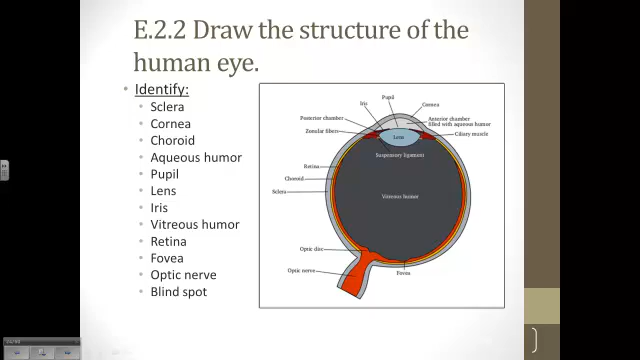 E.2.2 Draw the structure of the
human eye.
• Identify:
• Sclera
• Cornea
• Choroid
• Aqueous humor
• Pupil
• Lens
• Iris
• Vitreous humor
• Retina
• Fovea
• Optic nerve
• Blind spot
Pupil
Iris
Cornea
Posterior chamber
Anterior chamber
filled with aqueous humor
Zonular fibers
Ciliary muscle
Lens
Suspensory ligament
Retina
Choroid
Sclera
Vitreous humor
Optic disc
Optic nerve
Fovea